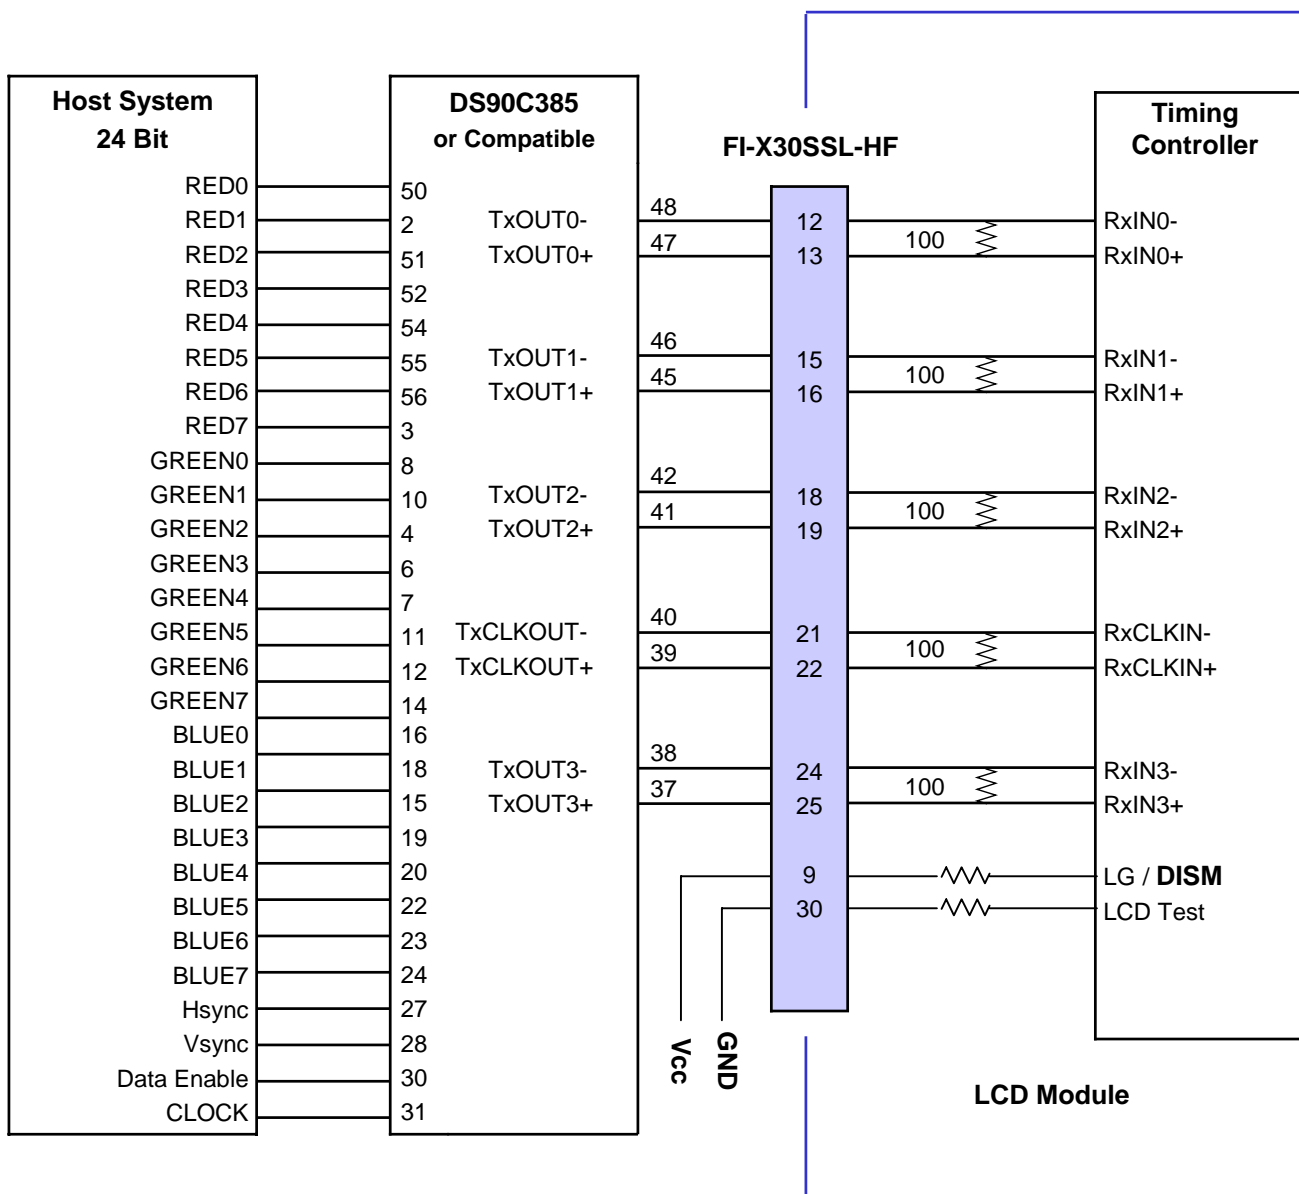 Host System
24 Bit
RED0
RED1
RED2
RED3
RED4
RED5
RED6
RED7
GREEN0
GREEN1
GREEN2
GREEN3
GREEN4
GREEN5
GREEN6
GREEN7
BLUE0
BLUE1
BLUE2
BLUE3
BLUE4
BLUE5
BLUE6
BLUE7
Hsync
Vsync
Data Enable
CLOCK
DS90C385
or Compatible
50
2
51
52
54
55
56
3
8
10
4
6
7
11
12
14
16
18
15
19
20
22
23
24
27
28
30
31
TxOUT0-
TxOUT0+
TxOUT1-
TxOUT1+
TxOUT2-
TxOUT2+
TxCLKOUT-
TxCLKOUT+
TxOUT3-
TxOUT3+
48
47
46
45
42
41
40
39
38
37
Vcc
GND
FI-X30SSL-HF
12
13
15
16
18
19
21
22
24
25
9
30
100
100
100
100
100
Timing
Controller
RxIN0-
RxIN0+
RxIN1-
RxIN1+
RxIN2-
RxIN2+
RxCLKIN-
RxCLKIN+
RxIN3-
RxIN3+
LG / DISM
LCD Test
LCD Module